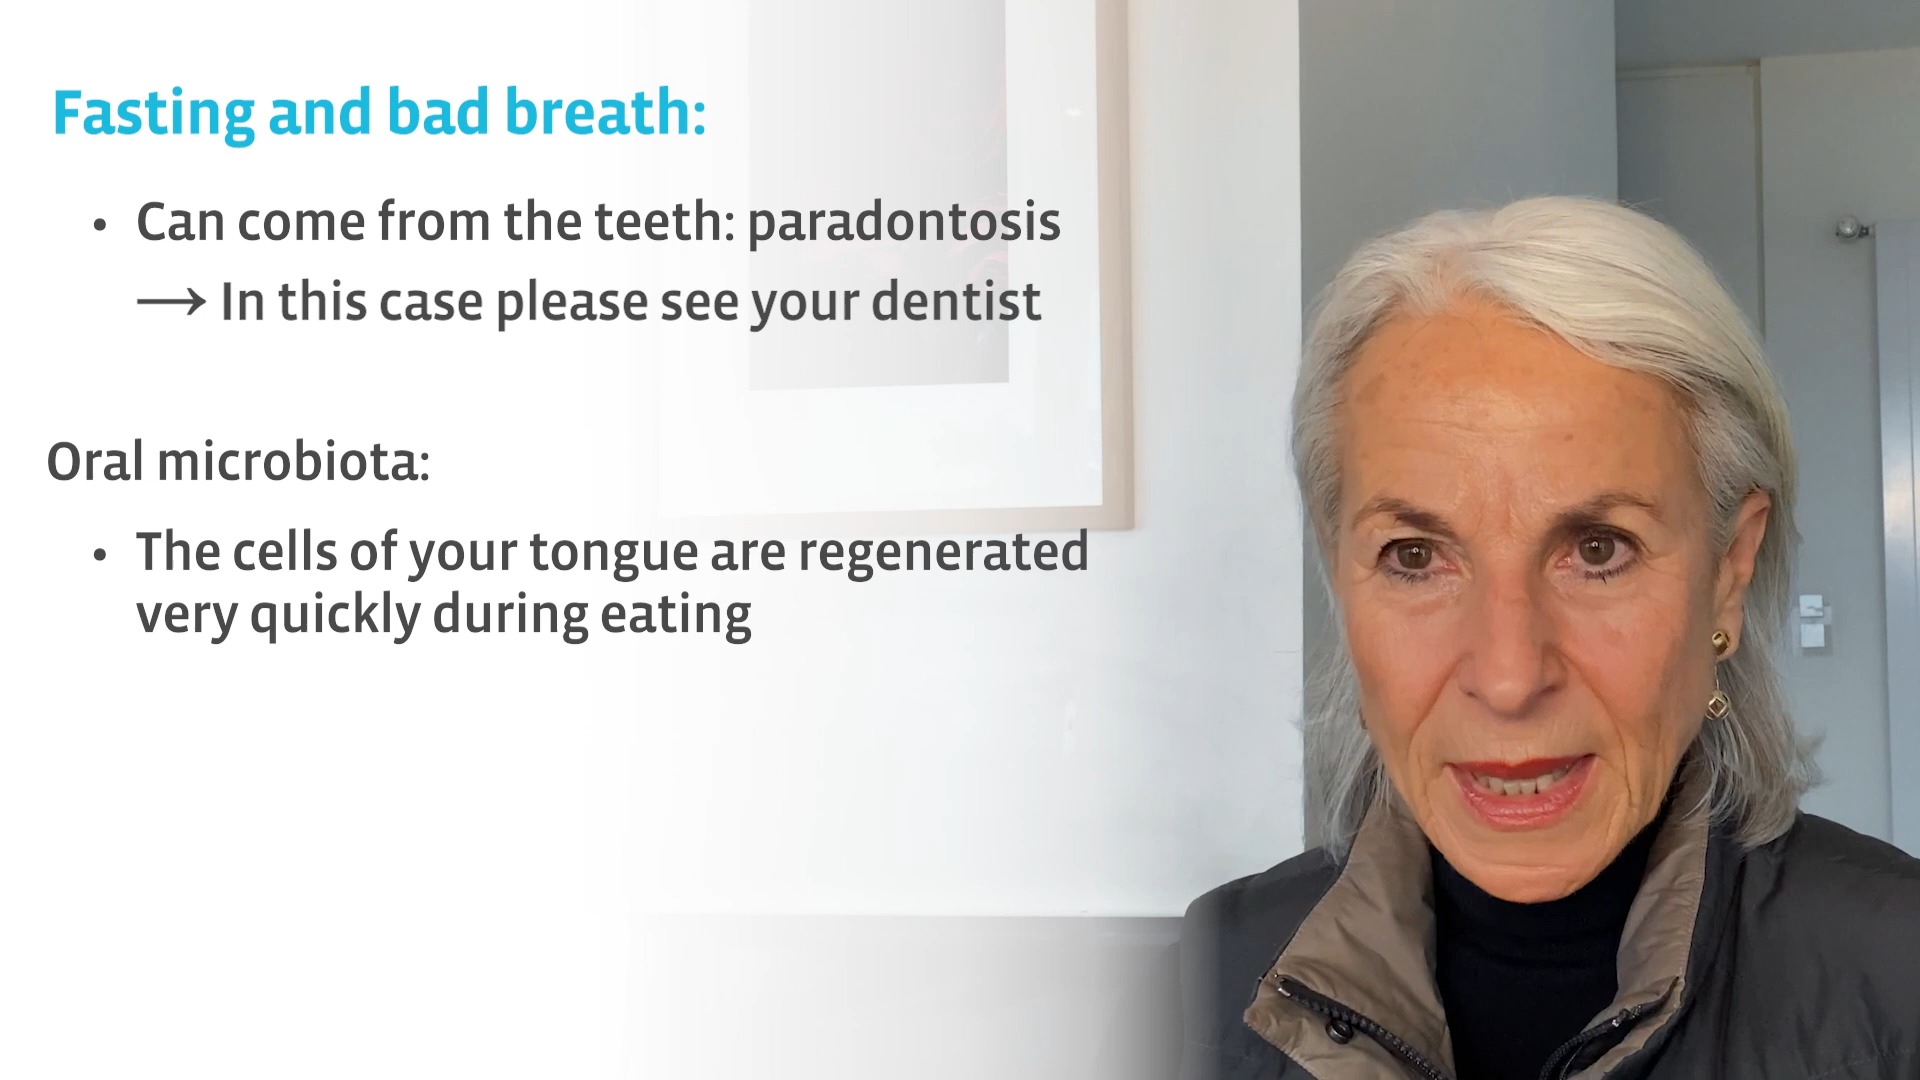 Fasting and bad breath:
• Can come from the teeth: paradontosis
→ In this case please see your dentist
Oral microbiota:
• The cells of your tongue are regenerated
very quickly during eating